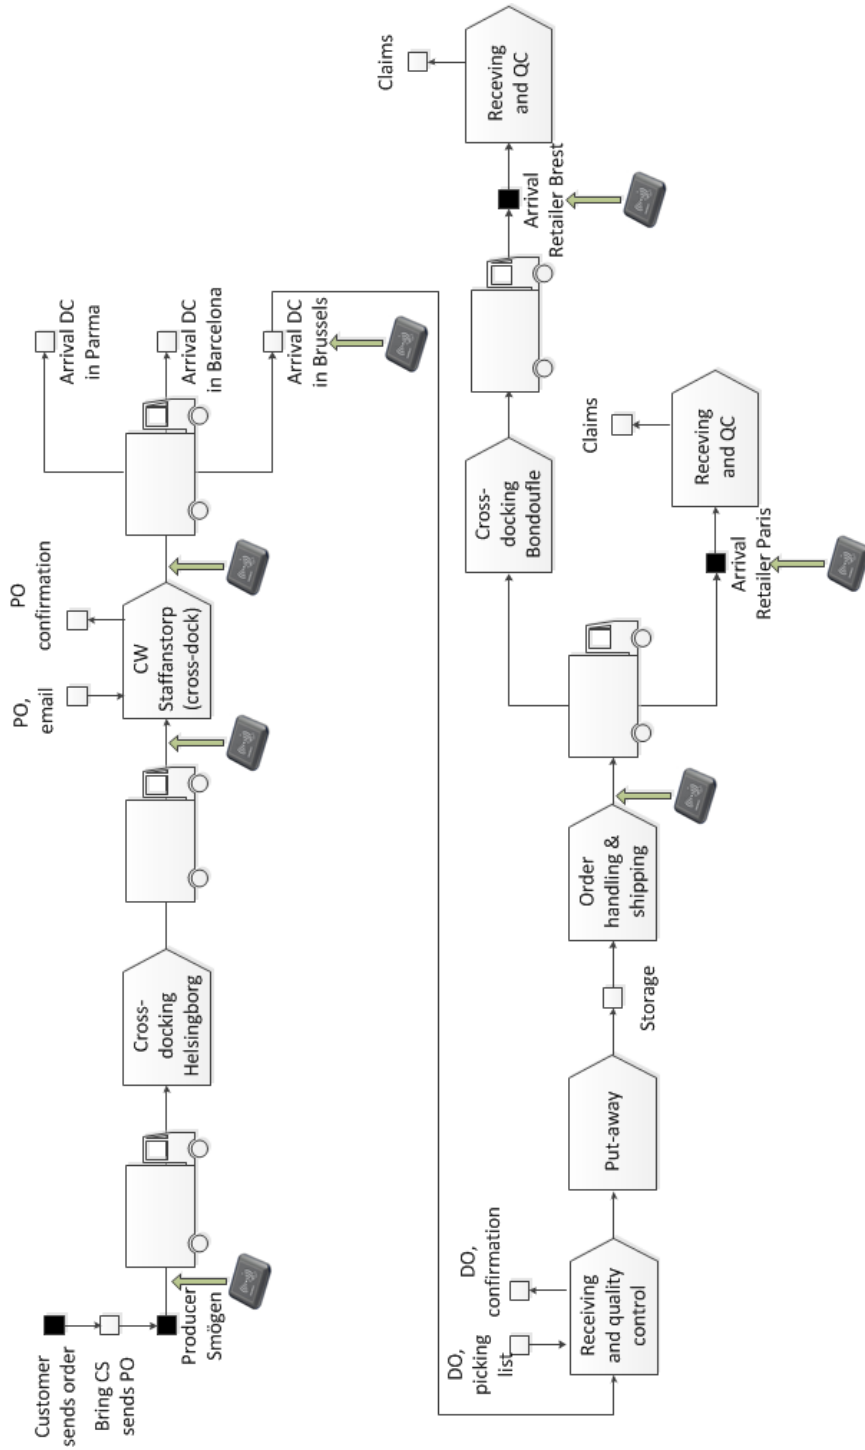 Customer
sends order
Bring CS
sends PO
Producer
Smögen
Cross-
docking
Helsingborg
PO,
email
PO
confirmation
CW
Staffanstorp
(cross-dock)
Arrival DC
in Parma
Arrival DC
in Barcelona
Arrival DC
in Brussels
DO,
picking
list
DO,
confirmation
Receiving
and quality
control
Put-away
Storage
Order
handling &
shipping
Cross-
docking
Bondoufle
Arrival
Retailer Brest
Receving
and QC
Claims
Arrival
Retailer Paris
Receving
and QC
Claims